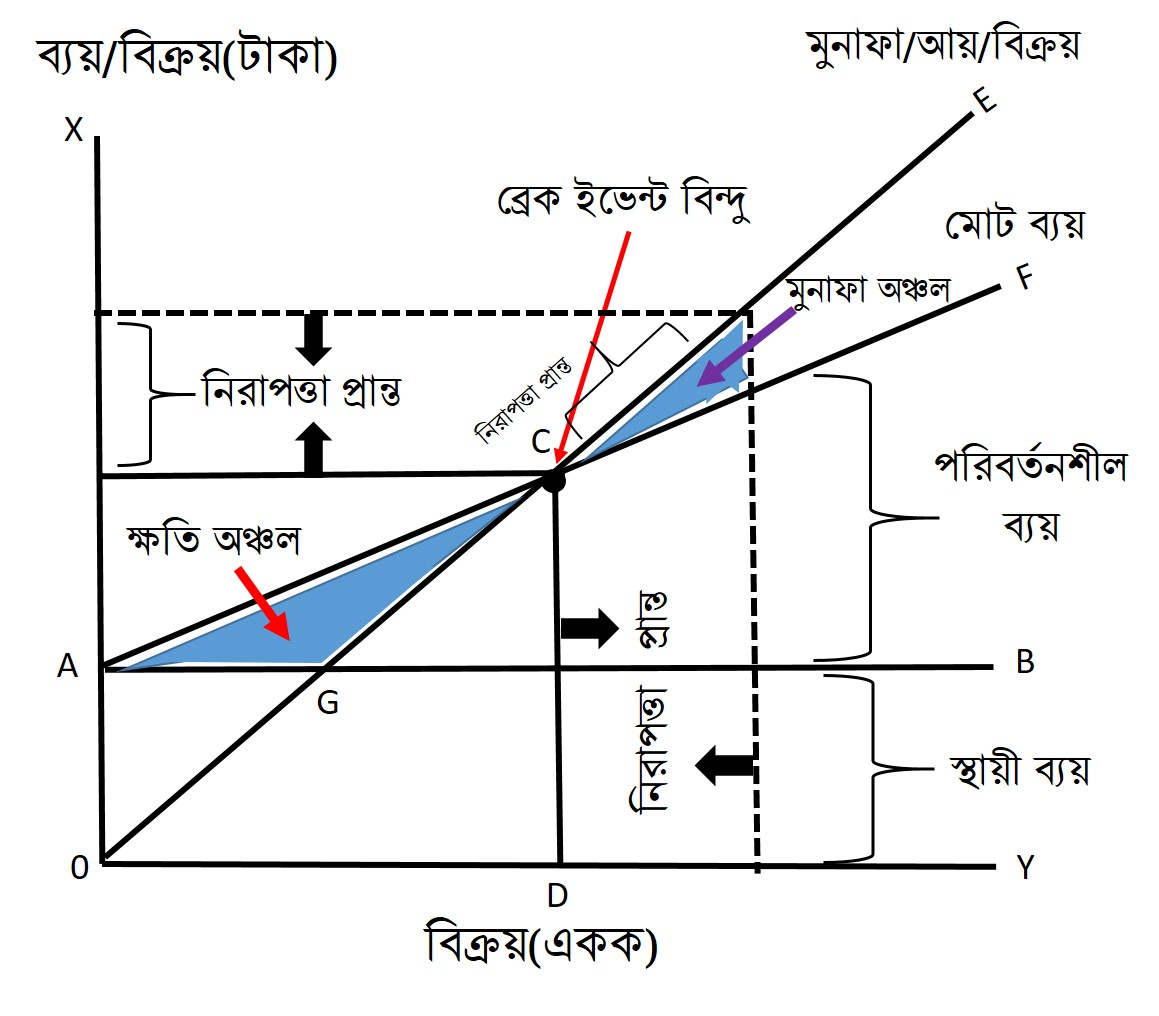 ব্যয়/বিক্রয়(টাকা)
মুনাফা/আয়/বিক্রয়
E
X
ব্রেক ইভেন্ট বিন্দু
মোট ব্যয়
F
মুনাফা অঞ্চল
নিরাপত্তা প্রান্ত
নিরাপত্তা প্রান্ত
C
পরিবর্তনশীল
ব্যয়
ক্ষতি অঞ্চল
নিরাপত্তা প্রান্ত
A
B
G
স্থায়ী ব্যয়
0
Y
D
বিক্রয়(একক)